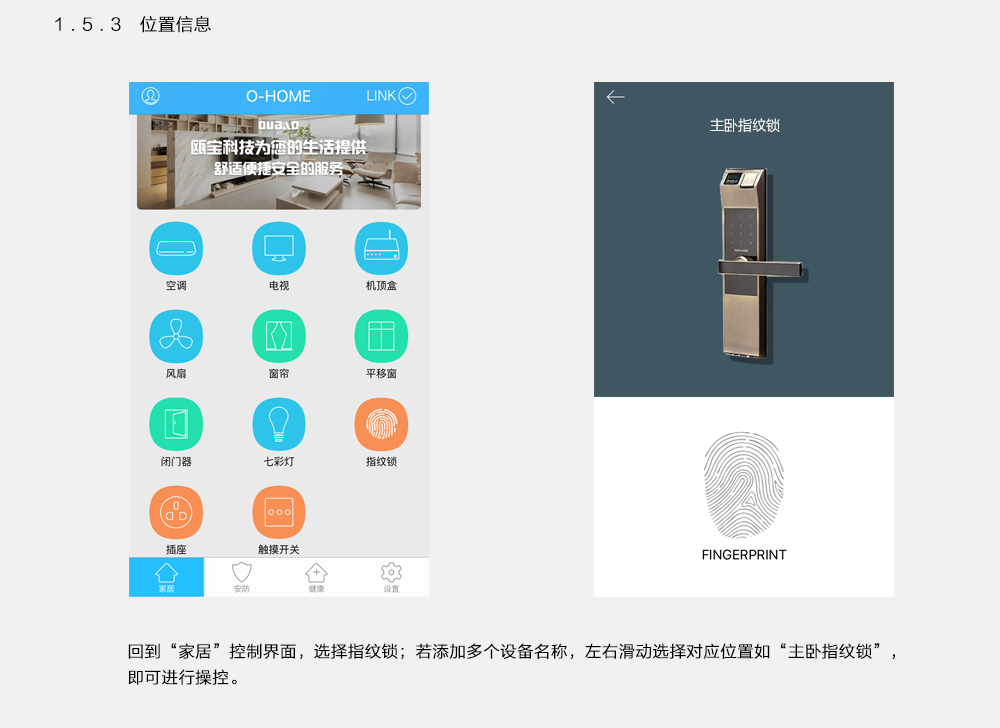 1.5.3 位置信息
O-HOME
LINK
OUBAO
瓯宝科技为您的生活提供
舒适便捷安全的服务
空调
电视
机顶盒
风扇
窗帘
平移窗
闭门器
七彩灯
指纹锁
插座
触摸开关
家居
安防
健康
设置
主卧指纹锁
FINGERPRINT
回到“家居”控制界面，选择指纹锁；若添加多个设备名称，左右滑动选择对应位置如“主卧指纹锁”，
即可进行操控。